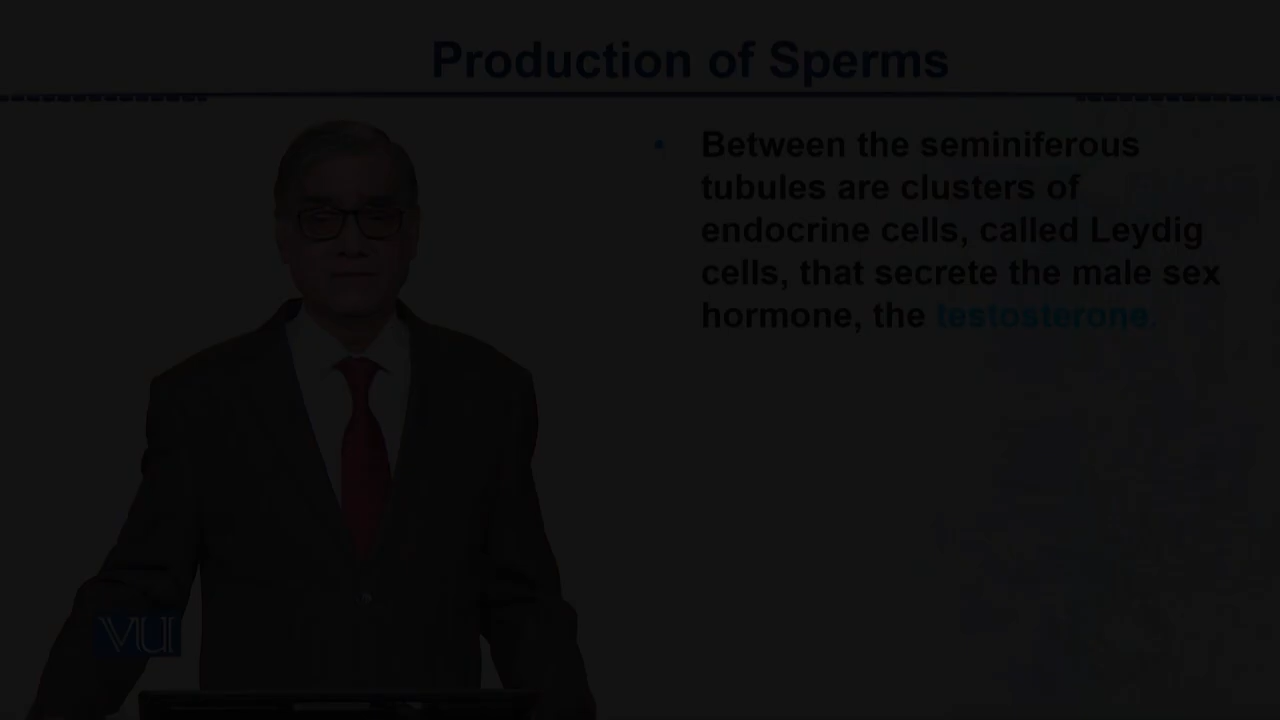 Production of Sperms
Between the seminiferous
tubules are clusters of
endocrine cells, called Leydig
cells, that secrete the male sex
hormone, the testosterone.
VU